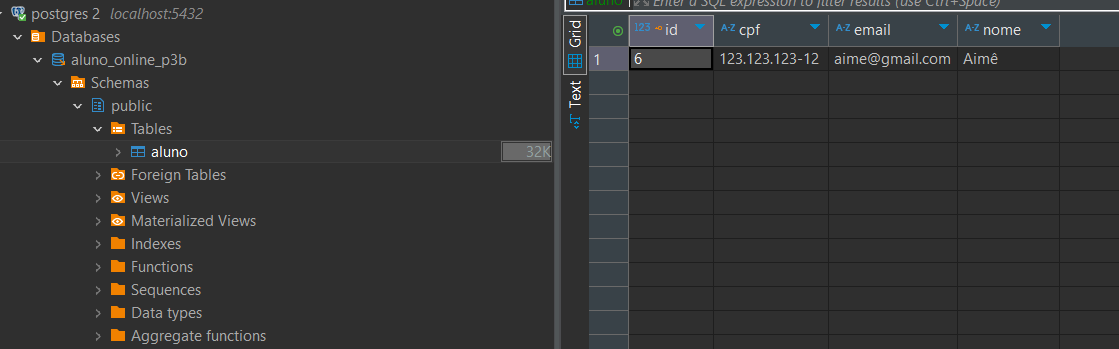 postgres 2 localhost:5432
Databases
aluno_online_p3b
Schemas
public
Tables
aluno 32K
Foreign Tables
Views
Materialized Views
Indexes
Functions
Sequences
Data types
Aggregate functions
aluno Enter a SQL expression to filter results (use Ctrl+Space)
Grid
Text
123 id A-Z cpf A-Z email A-Z nome
1 6 123.123.123-12 aime@gmail.com Aimê